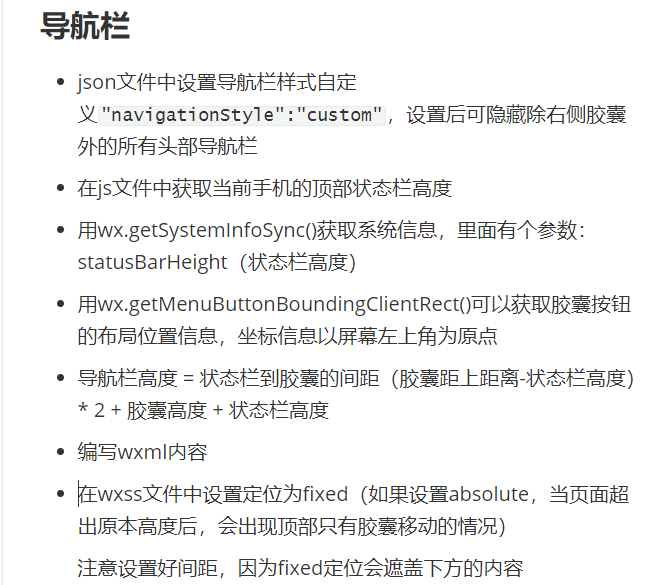 导航栏
json文件中设置导航栏样式自定
义"navigationStyle":"custom"，设置后可隐藏除右侧胶囊
外的所有头部导航栏
在js文件中获取当前手机的顶部状态栏高度
用wx.getSystemInfoSync()获取系统信息，里面有个参数：
statusBarHeight（状态栏高度）
用wx.getMenuButtonBoundingClientRect()可以获取胶囊按钮
的布局位置信息，坐标信息以屏幕左上角为原点
导航栏高度 = 状态栏到胶囊的间距（胶囊距上距离-状态栏高度）
* 2 + 胶囊高度 + 状态栏高度
编写wxml内容
在wxss文件中设置定位为fixed（如果设置absolute，当页面超
出原本高度后，会出现顶部只有胶囊移动的情况）
注意设置好间距，因为fixed定位会遮盖下方的内容